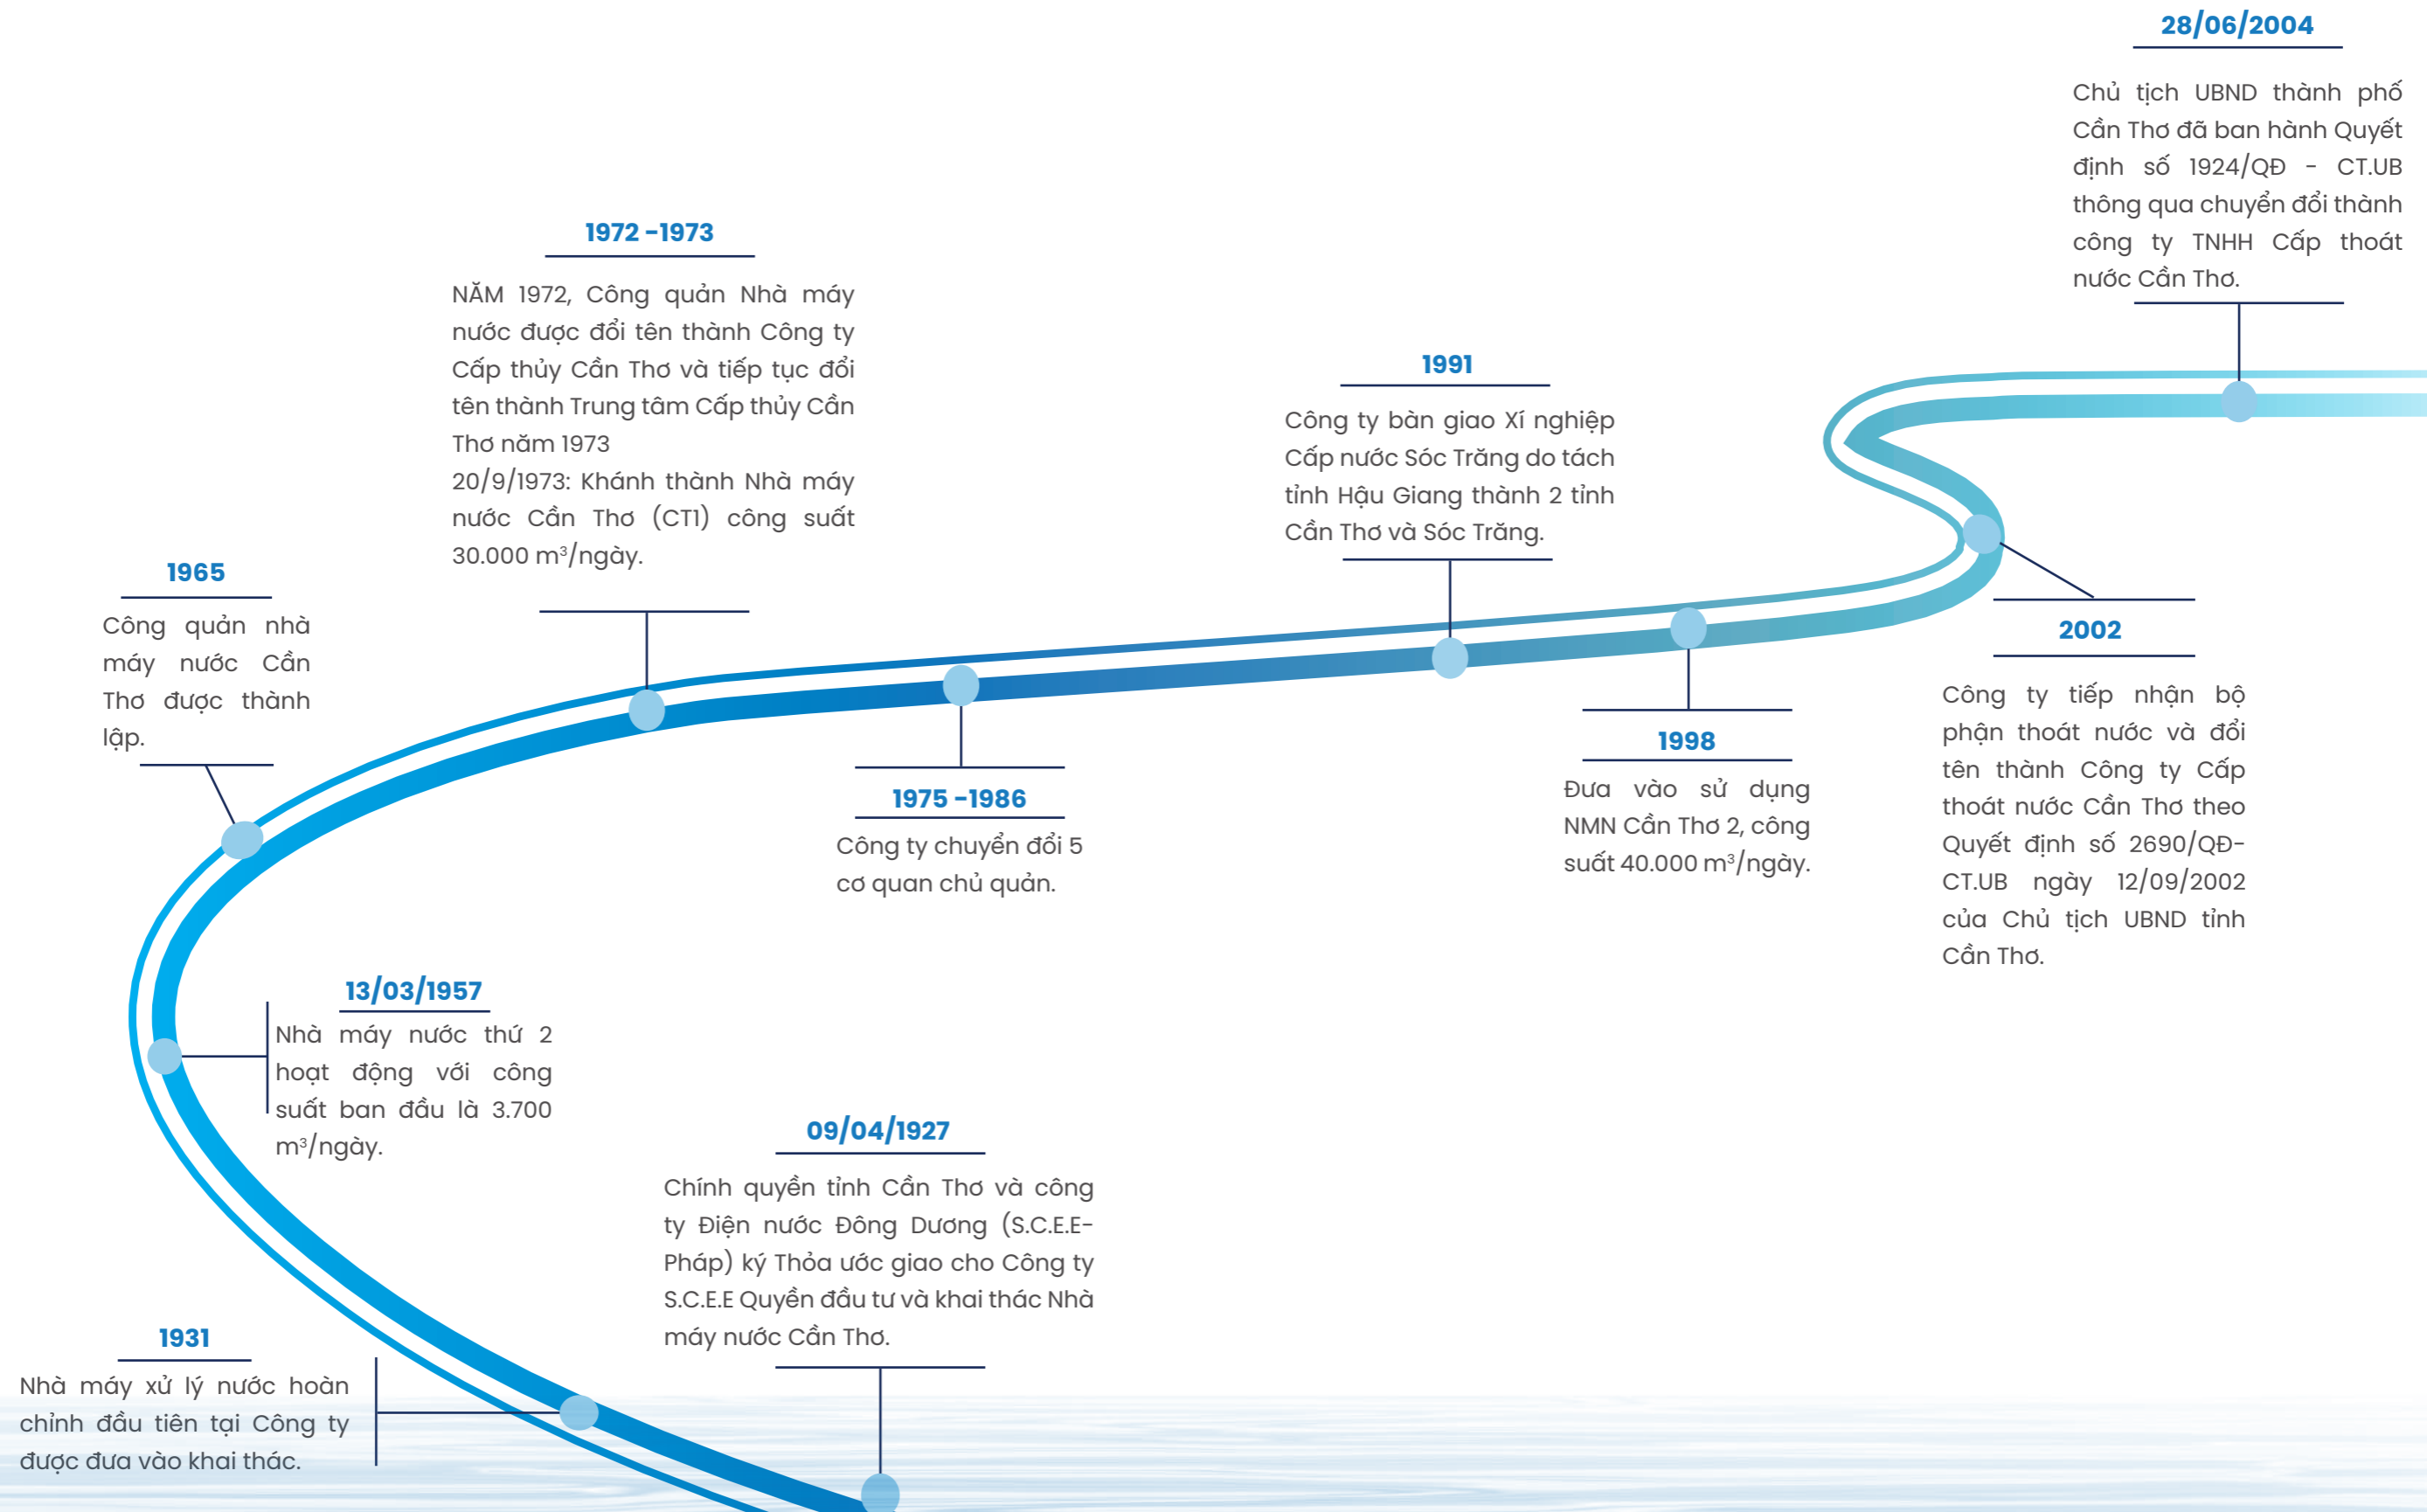 28/06/2004
Chủ tịch UBND thành phố
Cần Thơ đã ban hành Quyết
định số 1924/QĐ - CT.UB
thông qua chuyển đổi thành
công ty TNHH Cấp thoát
nước Cần Thơ.
1972 -1973
NĂM 1972, Công quản Nhà máy
nước được đổi tên thành Công ty
Cấp thủy Cần Thơ và tiếp tục đổi
tên thành Trung tâm Cấp thủy Cần
Thơ năm 1973
20/9/1973: Khánh thành Nhà máy
nước Cần Thơ (CT1) công suất
30.000 m³/ngày.
1991
Công ty bàn giao Xí nghiệp
Cấp nước Sóc Trăng do tách
tỉnh Hậu Giang thành 2 tỉnh
Cần Thơ và Sóc Trăng.
1965
Công quản nhà
máy nước Cần
Thơ được thành
lập.
2002
Công ty tiếp nhận bộ
phận thoát nước và đổi
tên thành Công ty Cấp
thoát nước Cần Thơ theo
Quyết định số 2690/QĐ-
CT.UB ngày 12/09/2002
của Chủ tịch UBND tỉnh
Cần Thơ.
1998
Đưa vào sử dụng
NMN Cần Thơ 2, công
suất 40.000 m³/ngày.
1975 -1986
Công ty chuyển đổi 5
cơ quan chủ quản.
13/03/1957
Nhà máy nước thứ 2
hoạt động với công
suất ban đầu là 3.700
m³/ngày.
09/04/1927
Chính quyền tỉnh Cần Thơ và công
ty Điện nước Đông Dương (S.C.E.E-
Pháp) ký Thỏa ước giao cho Công ty
S.C.E.E Quyền đầu tư và khai thác Nhà
máy nước Cần Thơ.
1931
Nhà máy xử lý nước hoàn
chỉnh đầu tiên tại Công ty
được đưa vào khai thác.